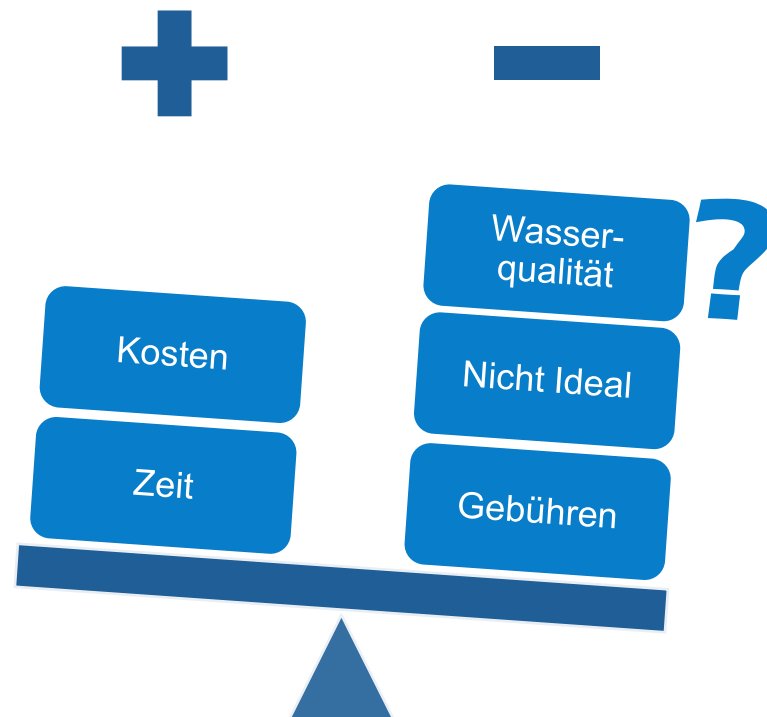 Wasser-
qualität
?
Kosten
Nicht Ideal
Zeit
Gebühren